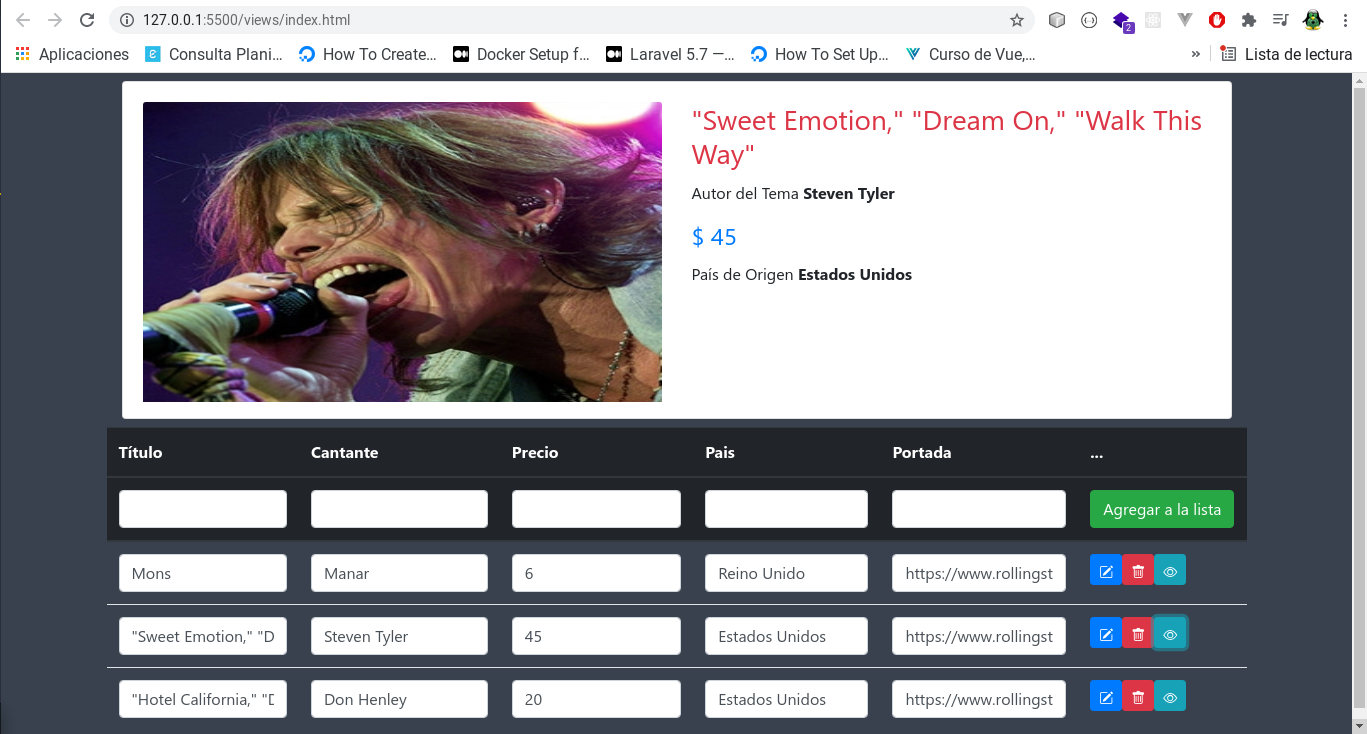 127.0.0.1:5500/views/index.html
2
Aplicaciones
Consulta Plani...
How To Create...
Docker Setup f...
Laravel 5.7 —...
How To Set Up...
Curso de Vue,...
»
Lista de lectura
"Sweet Emotion," "Dream On," "Walk This
Way"
Autor del Tema Steven Tyler
$ 45
País de Origen Estados Unidos
Título Cantante Precio Pais Portada ...
Agregar a la lista
Mons Manar 6 Reino Unido https://www.rollingst
"Sweet Emotion," "D Steven Tyler 45 Estados Unidos https://www.rollingst
"Hotel California," "D Don Henley 20 Estados Unidos https://www.rollingst